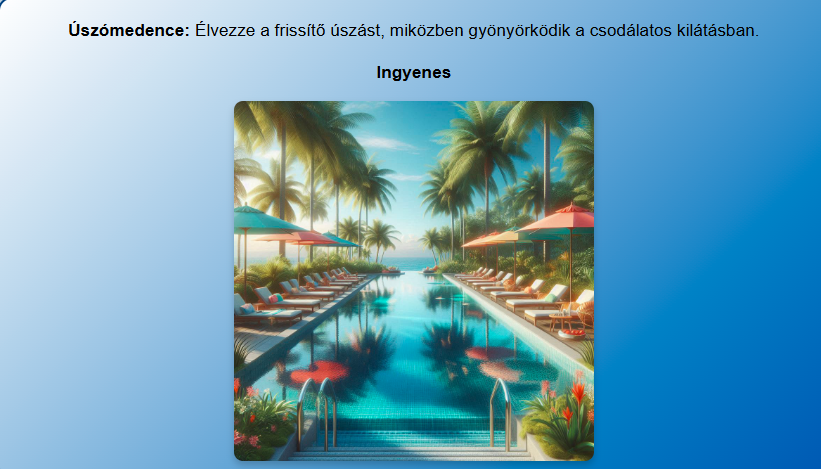 Úszómedence: Élvezze a frissítő úszást, miközben gyönyörködik a csodálatos kilátásban.
Ingyenes